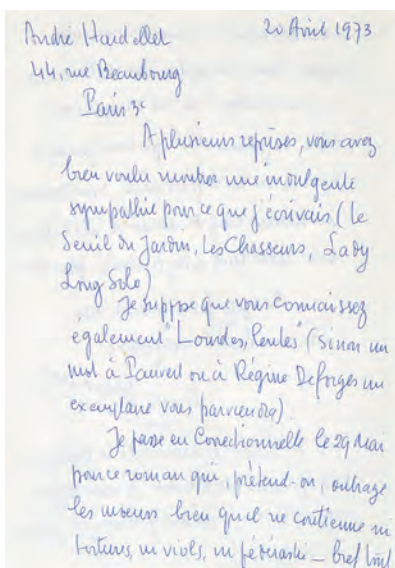 André Hardellet 20 Avril 1973
44, rue Beaubourg
Paris 3e
A plusieurs reprises, vous avez
bien voulu montrer une indulgente
sympathie pour ce que j'écrivais (Le
Seuil du Jardin, Les Chasseurs, Lady
Long Solo)
Je suppose que vous connaissez
également "Lourdes, lentes" (Sinon un
mot à Pauvert ou à Régine Deforges un
exemplaire vous parviendra).
Je passe en Correctionnelle le 29 Mai
pour ce roman qui, prétend-on, outrage
les moeurs bien qu'il ne contienne ni
tortures, ni viols, ni pédérastie _ bref tout